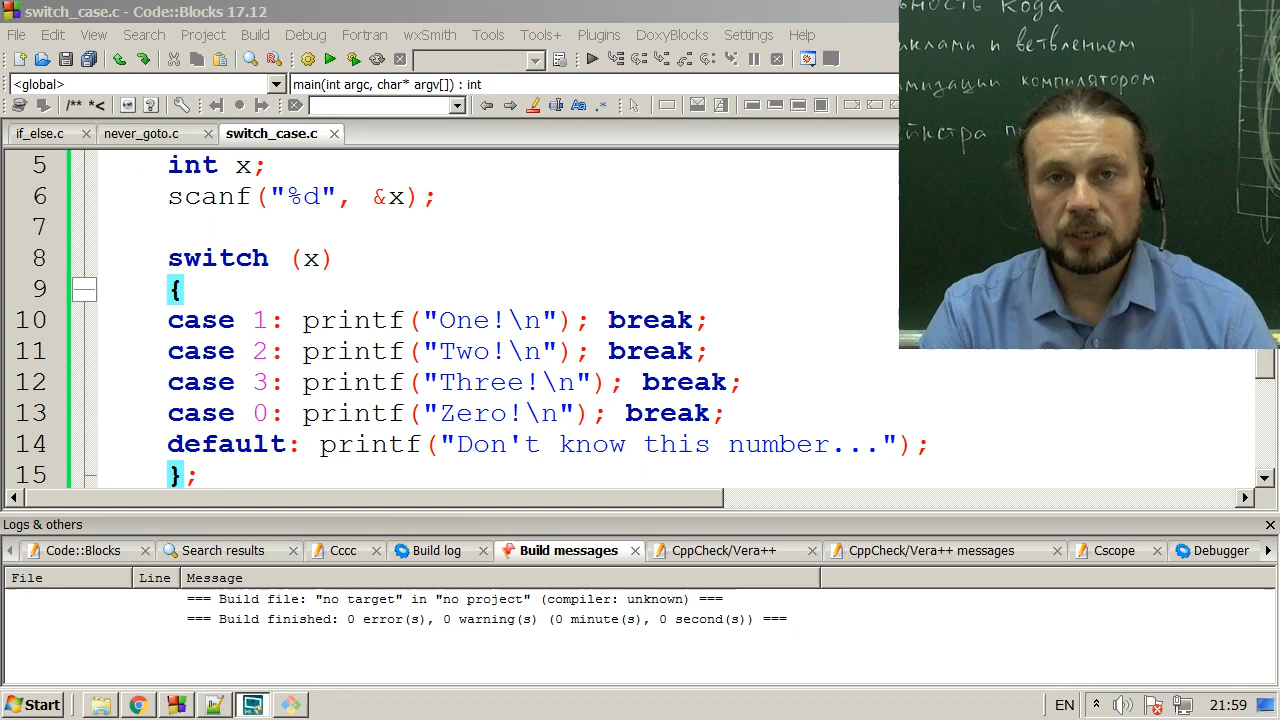 switch_case.c - Code::Blocks 17.12
File Edit View Search Project Build Debug Fortran wxSmith Tools Tools+ Plugins DoxyBlocks Settings Help
<global> main(int argc, char* argv[]) : int
/** *<
.*
if_else.c never_goto.c switch_case.c
5 int x;
6 scanf("%d", &x);
7
8 switch (x)
9 {
10 case 1: printf("One!\n"); break;
11 case 2: printf("Two!\n"); break;
12 case 3: printf("Three!\n"); break;
13 case 0: printf("Zero!\n"); break;
14 default: printf("Don't know this number...");
15 };
кода
и ветвлением
компилятором
Logs & others
Code::Blocks Search results Cccc Build log Build messages CppCheck/Vera++ CppCheck/Vera++ messages Cscope Debugger
File Line Message
=== Build file: "no target" in "no project" (compiler: unknown) ===
=== Build finished: 0 error(s), 0 warning(s) (0 minute(s), 0 second(s)) ===
Start EN 21:59